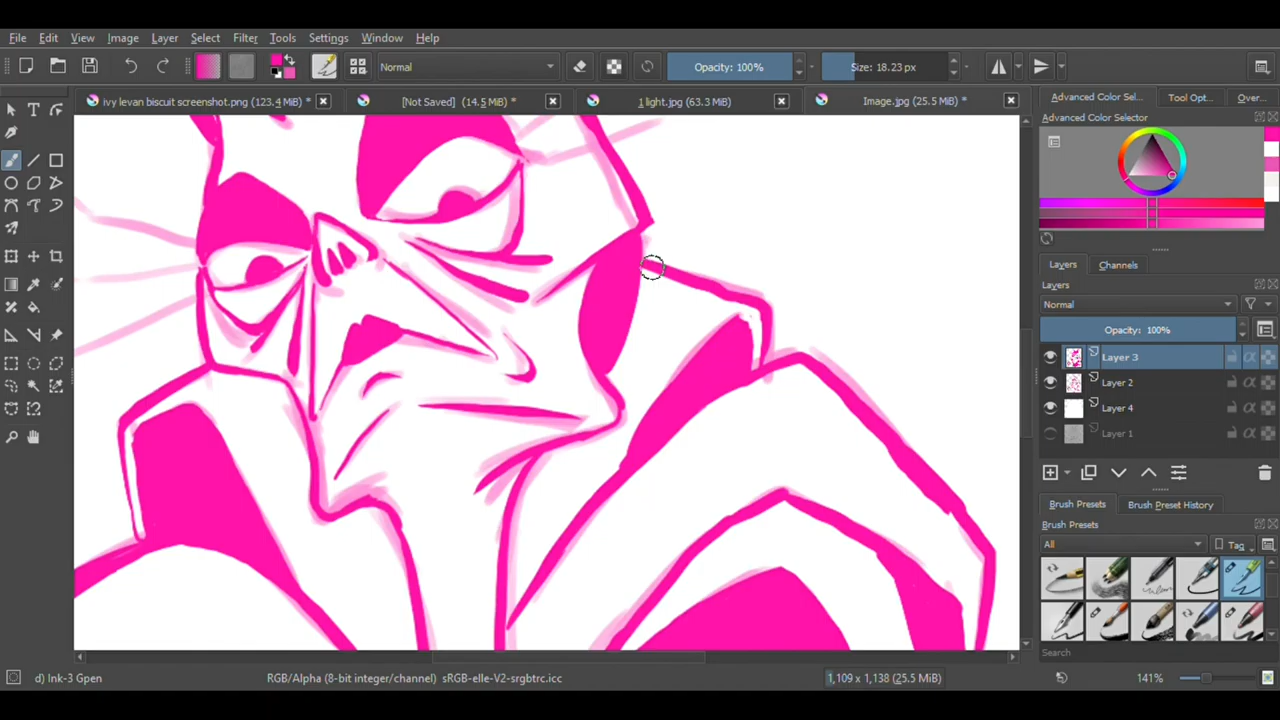 File Edit View Image Layer Select Filter Tools Settings Window Help
Normal Opacity: 100% Size: 18.23 px
ivy levan biscuit screenshot.png (123.4 MiB) * [Not Saved] (14.5 MiB) * 1 light.jpg (63.3 MiB) Image.jpg (25.5 MiB) *
Advanced Color Sel... Tool Opt... Over...
Advanced Color Selector
Layers Channels
Layers
Normal
Opacity: 100%
Layer 3
Layer 2
Layer 4
Layer 1
Brush Presets Brush Preset History
Brush Presets
All Tag
Search
d) Ink-3 Gpen RGB/Alpha (8-bit integer/channel) sRGB-elle-V2-srgbtrc.icc 1,109 x 1,138 (25.5 MiB) 141%